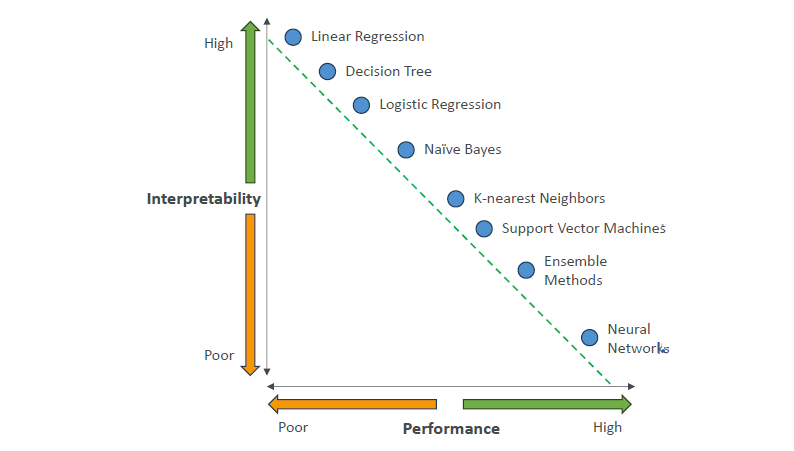 High
Linear Regression
Decision Tree
Logistic Regression
Naïve Bayes
Interpretability
K-nearest Neighbors
Support Vector Machines
Ensemble
Methods
Neural
Networks
Poor
Poor
Performance
High